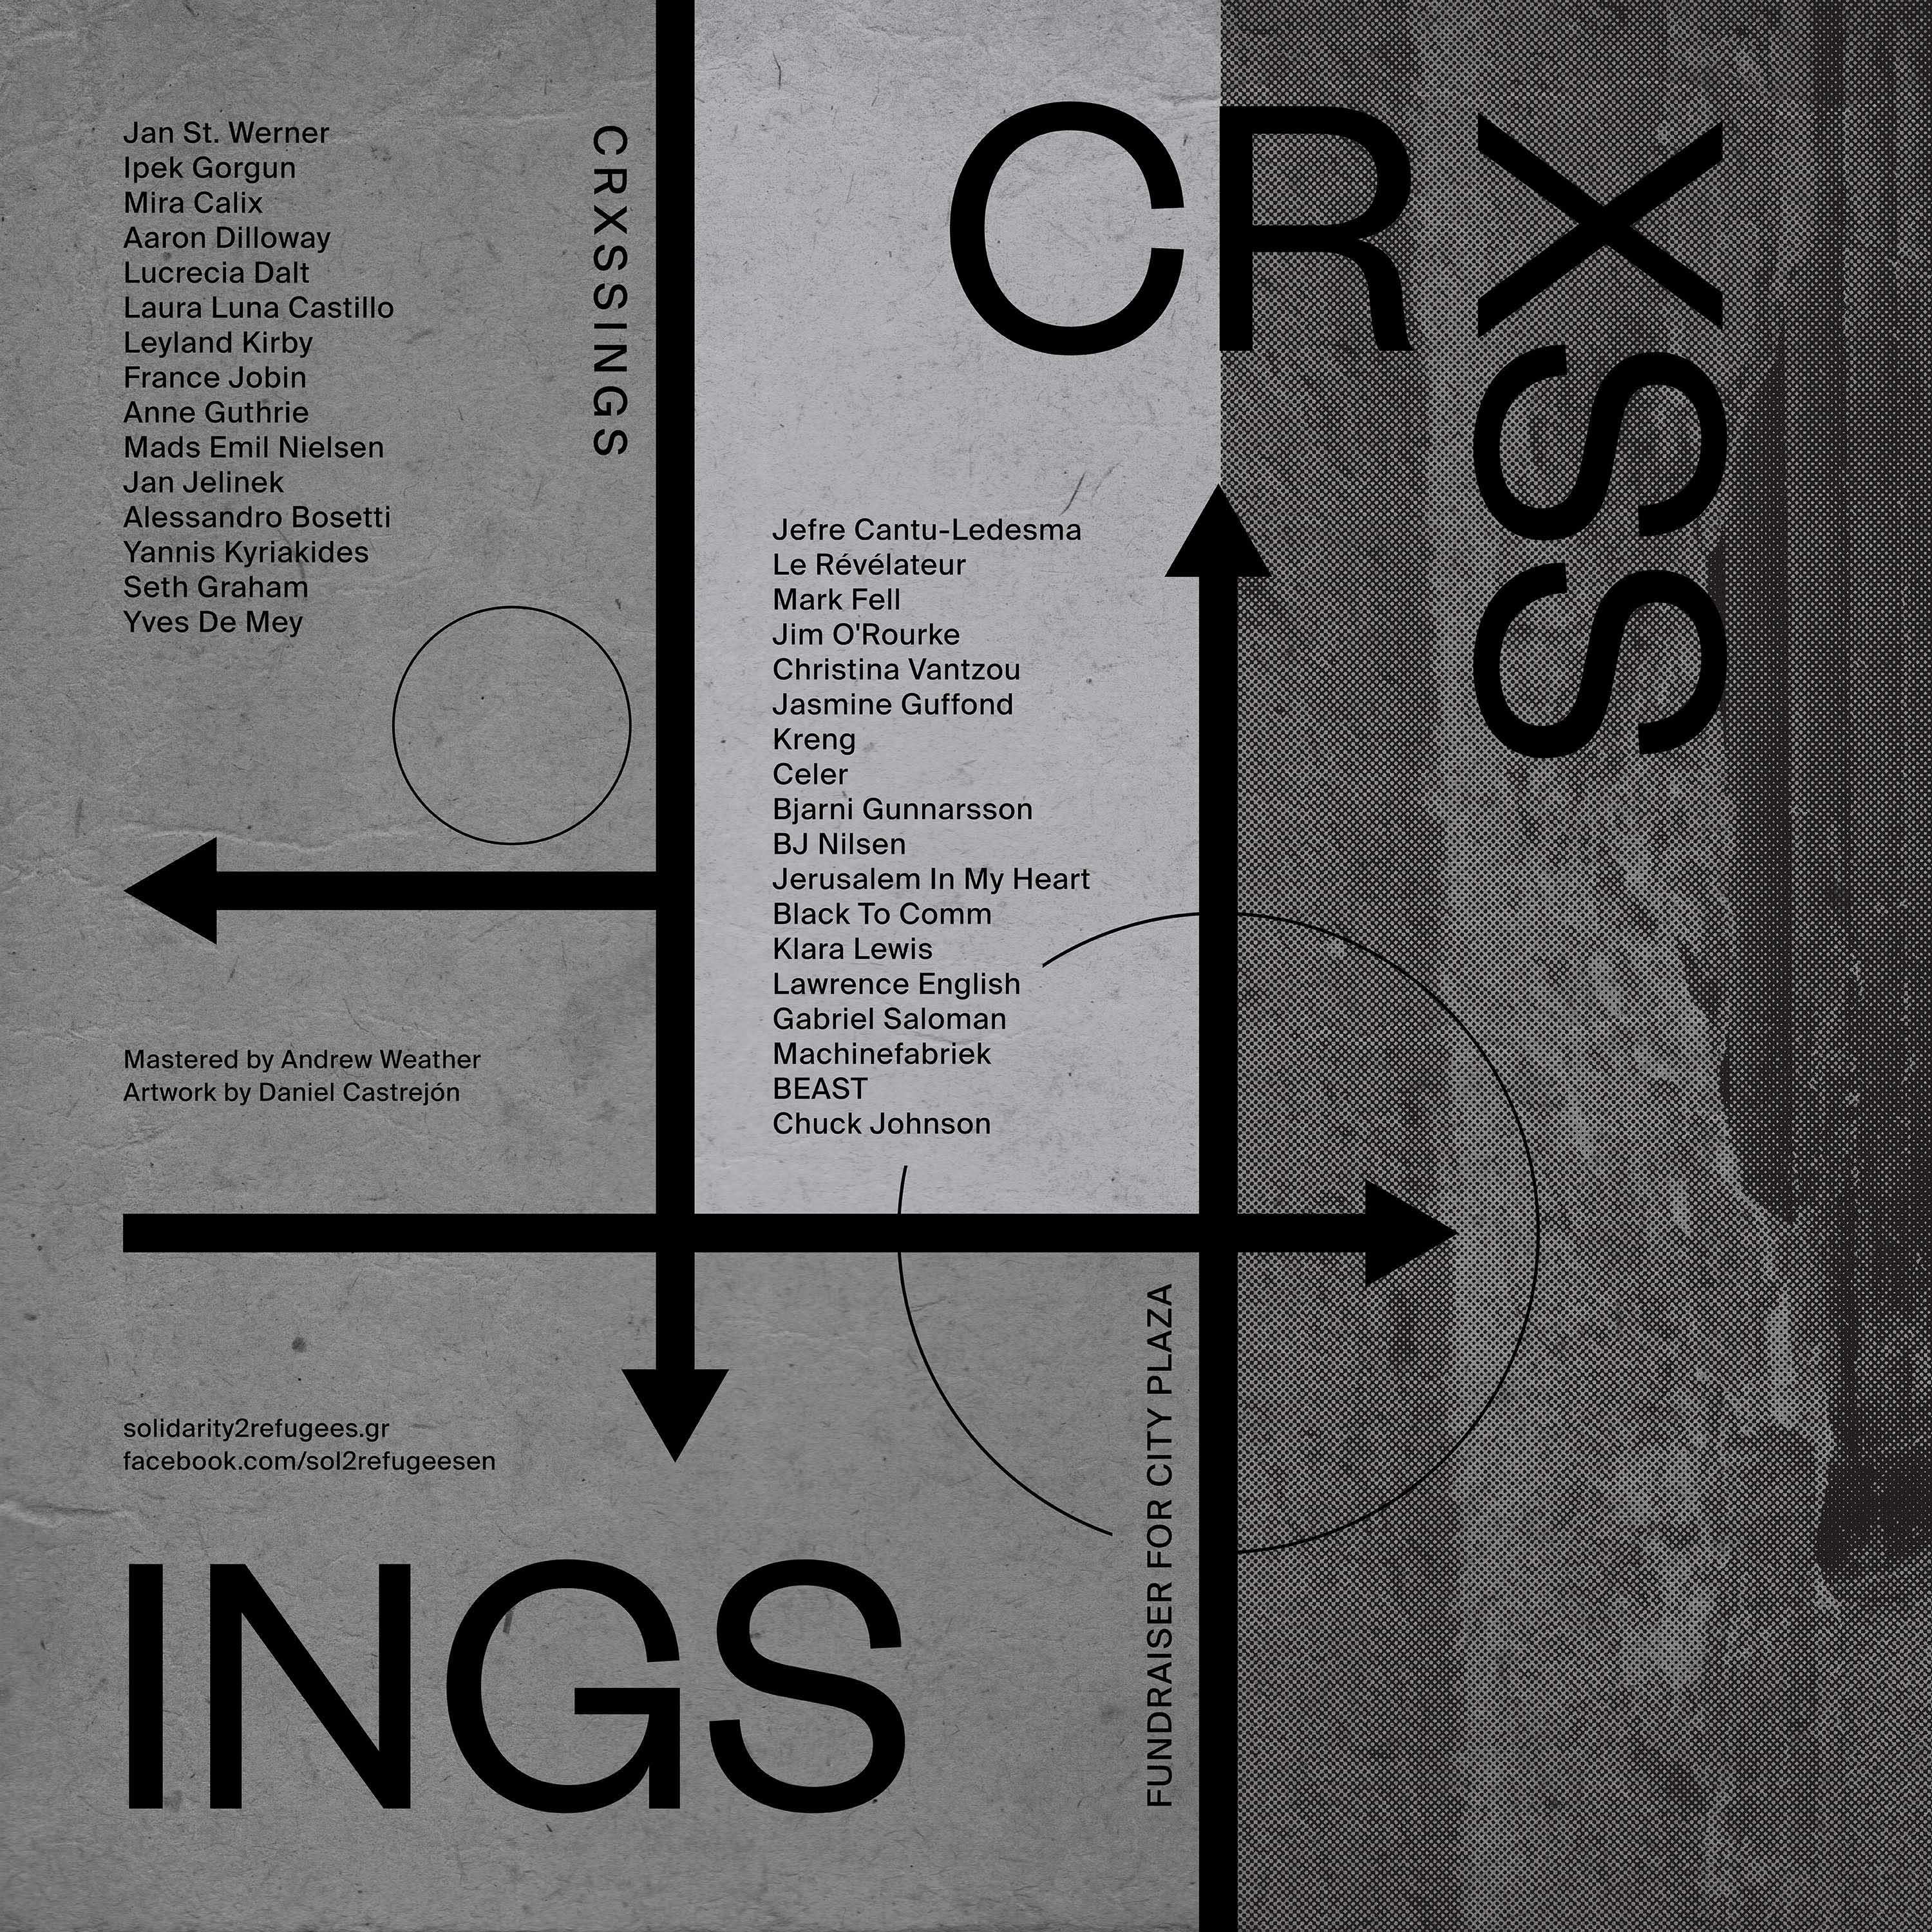 CRXSS
INGS
CRXSSINGS
Jan St. Werner
Ipek Gorgun
Mira Calix
Aaron Dilloway
Lucrecia Dalt
Laura Luna Castillo
Leyland Kirby
France Jobin
Anne Guthrie
Mads Emil Nielsen
Jan Jelinek
Alessandro Bosetti
Yannis Kyriakides
Seth Graham
Yves De Mey
Jefre Cantu-Ledesma
Le Révélateur
Mark Fell
Jim O'Rourke
Christina Vantzou
Jasmine Guffond
Kreng
Celer
Bjarni Gunnarsson
BJ Nilsen
Jerusalem In My Heart
Black To Comm
Klara Lewis
Lawrence English
Gabriel Saloman
Machinefabriek
BEAST
Chuck Johnson
Mastered by Andrew Weather
Artwork by Daniel Castrejón
solidarity2refugees.gr
facebook.com/sol2refugeesen
FUNDRAISER FOR CITY PLAZA